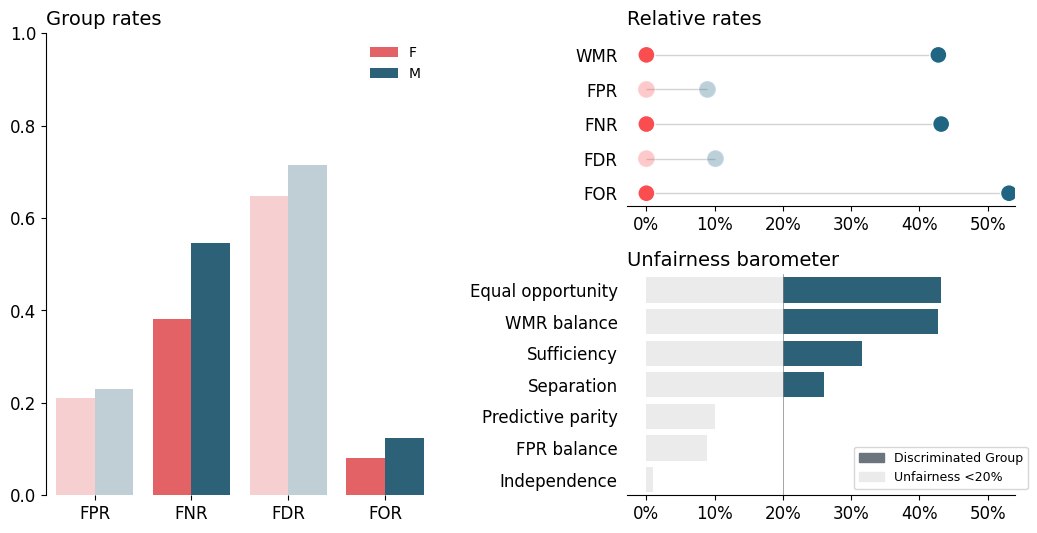 Group rates
1.0
0.8
0.6
0.4
0.2
0.0
FPR FNR FDR FOR
F
M
Relative rates
WMR
FPR
FNR
FDR
FOR
0% 10% 20% 30% 40% 50%
Unfairness barometer
Equal opportunity
WMR balance
Sufficiency
Separation
Predictive parity
FPR balance
Independence
Discriminated Group
Unfairness <20%
0% 10% 20% 30% 40% 50%